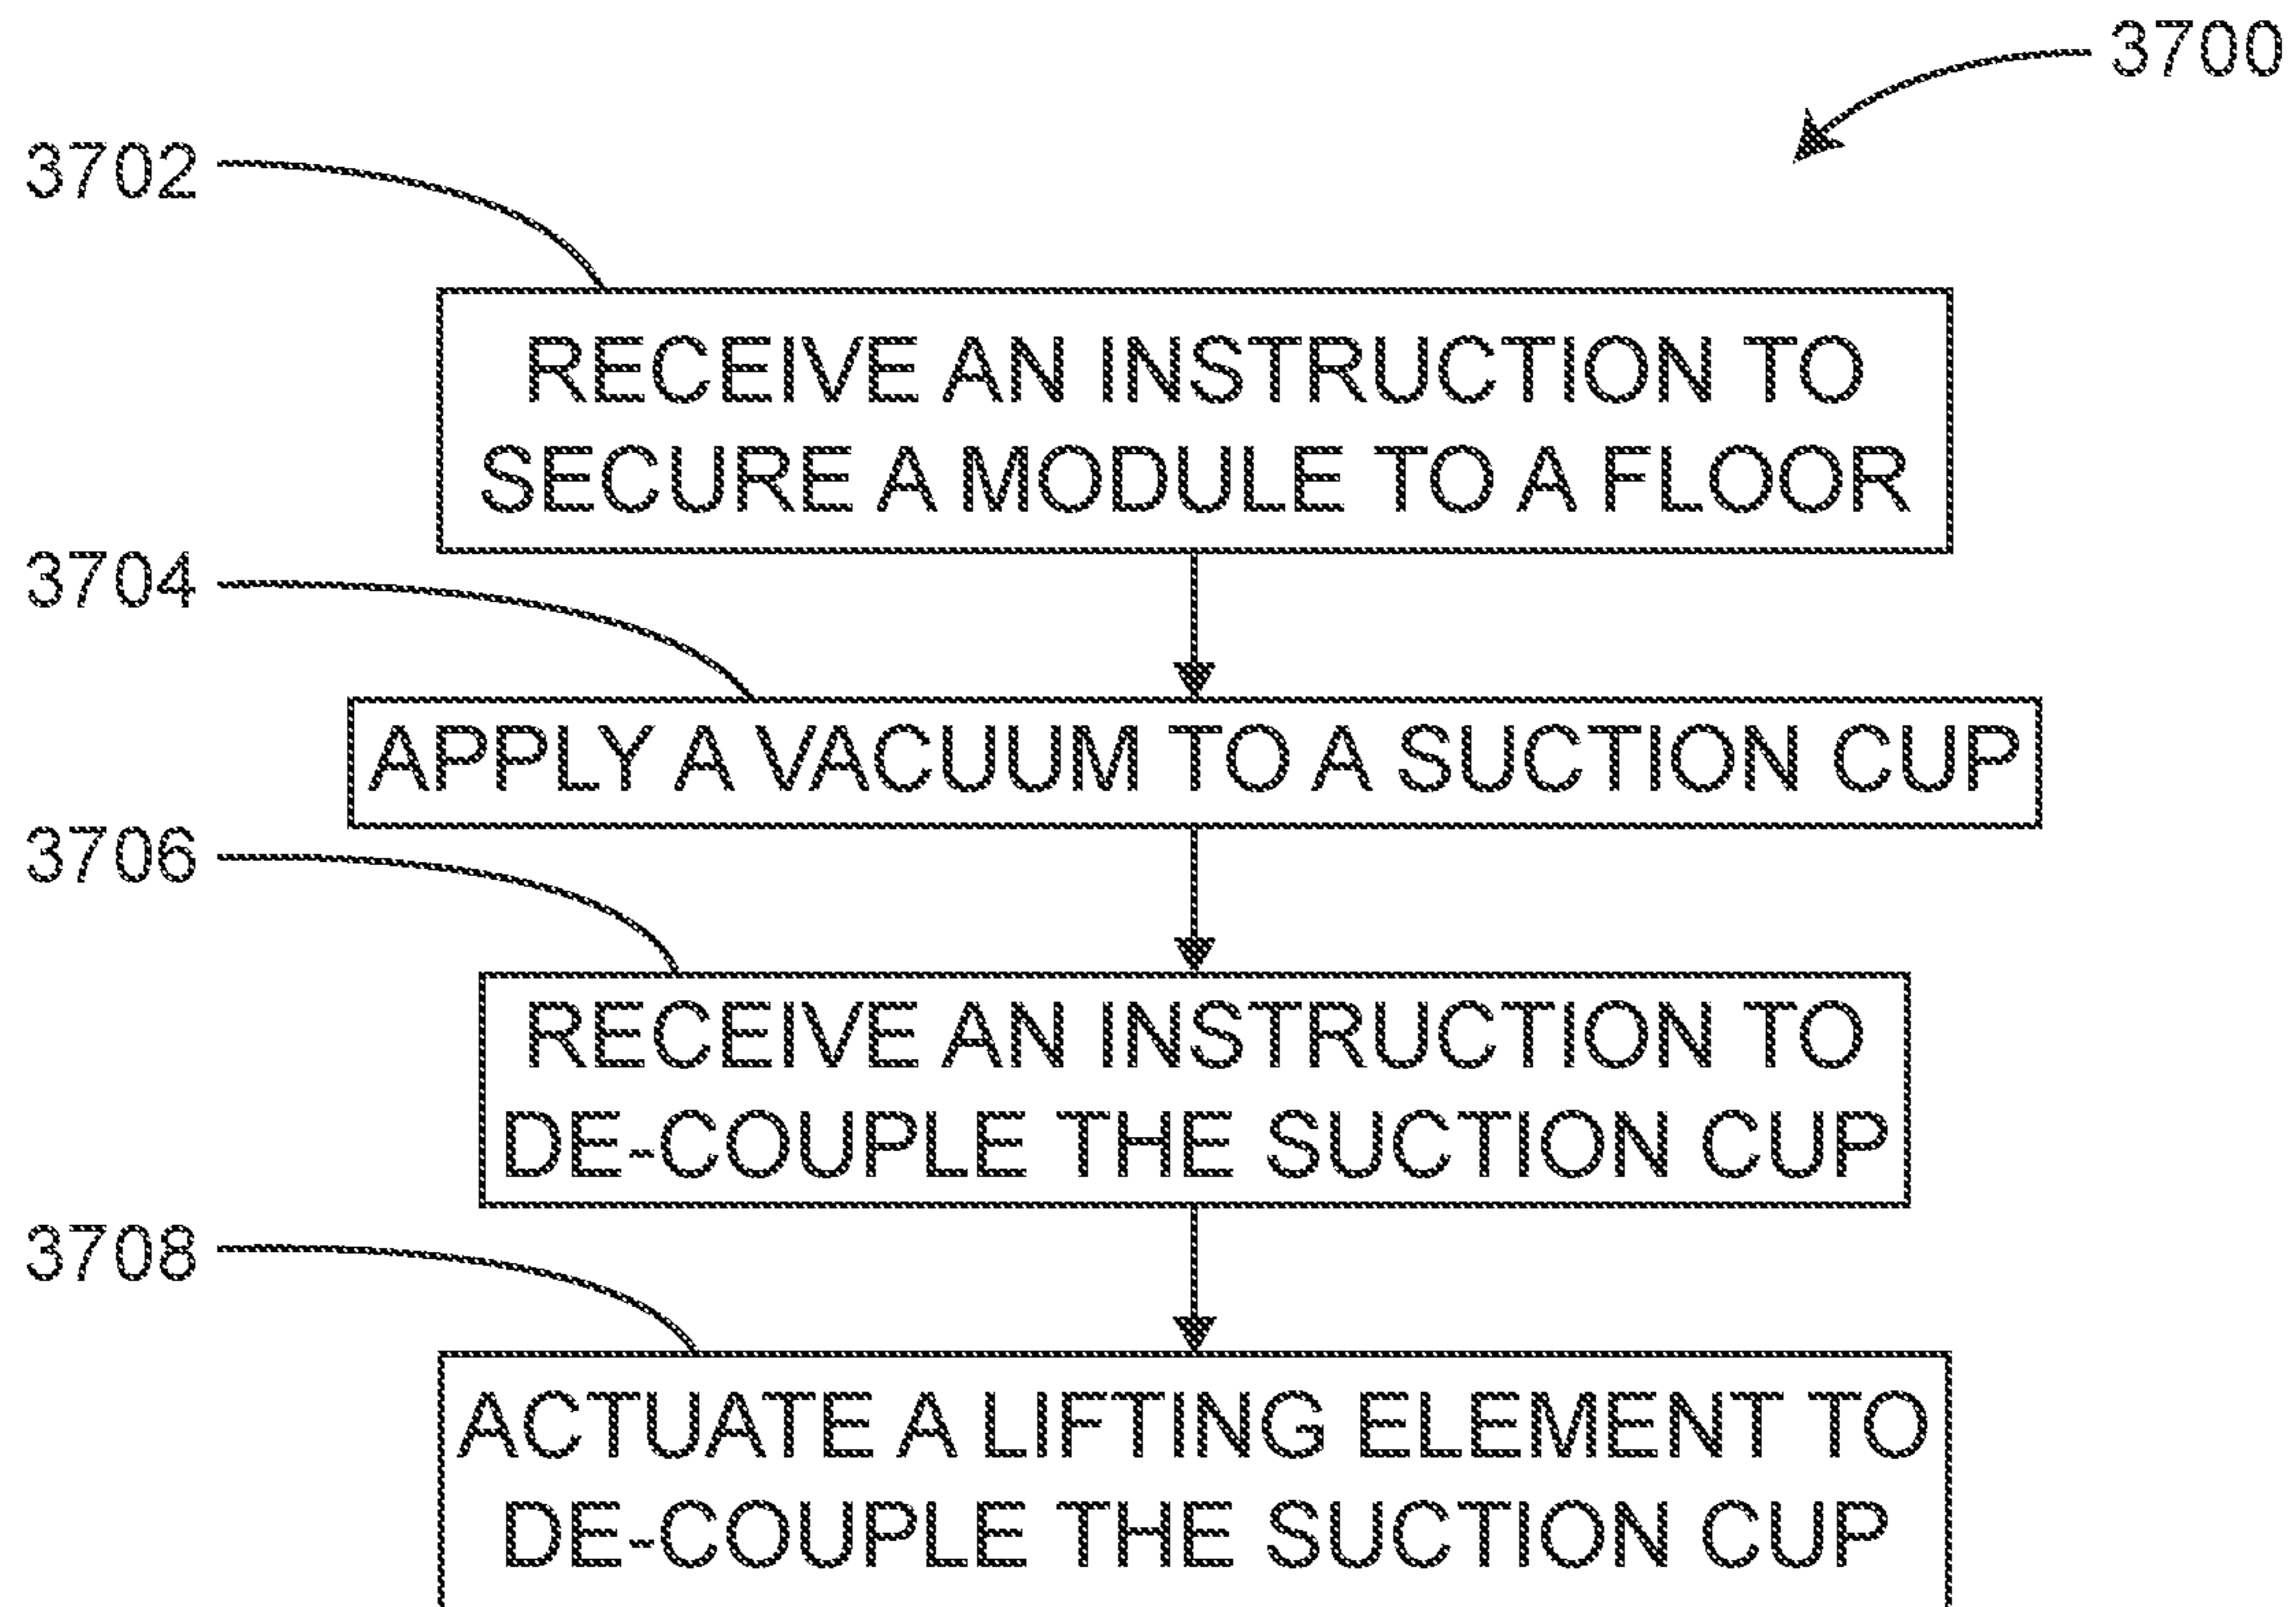 3700
3702
RECEIVE AN INSTRUCTION TO
SECURE A MODULE TO A FLOOR
3704
APPLY A VACUUM TO A SUCTION CUP
3706
RECEIVE AN INSTRUCTION TO
DE-COUPLE THE SUCTION CUP
3708
ACTUATE A LIFTING ELEMENT TO
DE-COUPLE THE SUCTION CUP